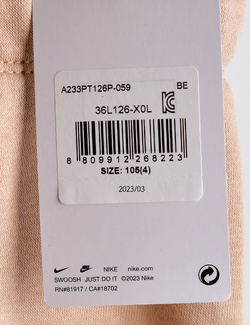 A233PT126P-059 BE
36L126-X0L
8 809912 268223
SIZE: 105(4)
2023/03
NIKE nike.com
SWOOSH JUST DO IT ©2023 Nike
RN#81917 / CA#18702